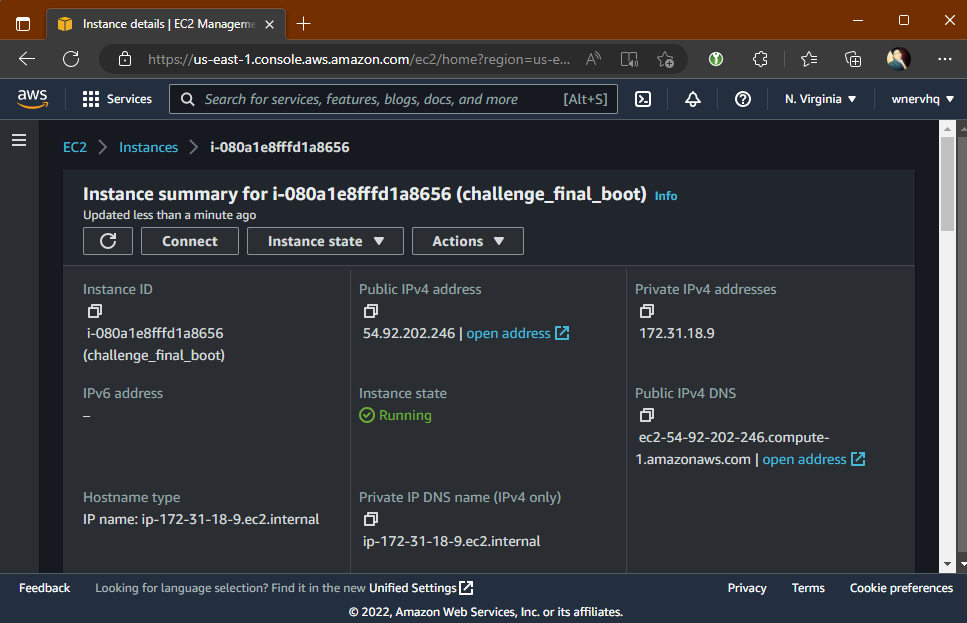 Instance details | EC2 Manageme
https://us-east-1.console.aws.amazon.com/ec2/home?region=us-e...
aws
Services
Search for services, features, blogs, docs, and more
[Alt+S]
N. Virginia
wnervhq
EC2
Instances
i-080a1e8fffd1a8656
Instance summary for i-080a1e8fffd1a8656 (challenge_final_boot) Info
Updated less than a minute ago
Connect
Instance state
Actions
Instance ID
i-080a1e8fffd1a8656
(challenge_final_boot)
Public IPv4 address
54.92.202.246 | open address
Private IPv4 addresses
172.31.18.9
IPv6 address
–
Instance state
Running
Public IPv4 DNS
ec2-54-92-202-246.compute-
1.amazonaws.com | open address
Hostname type
IP name: ip-172-31-18-9.ec2.internal
Private IP DNS name (IPv4 only)
ip-172-31-18-9.ec2.internal
Feedback
Looking for language selection? Find it in the new Unified Settings
Privacy
Terms
Cookie preferences
© 2022, Amazon Web Services, Inc. or its affiliates.